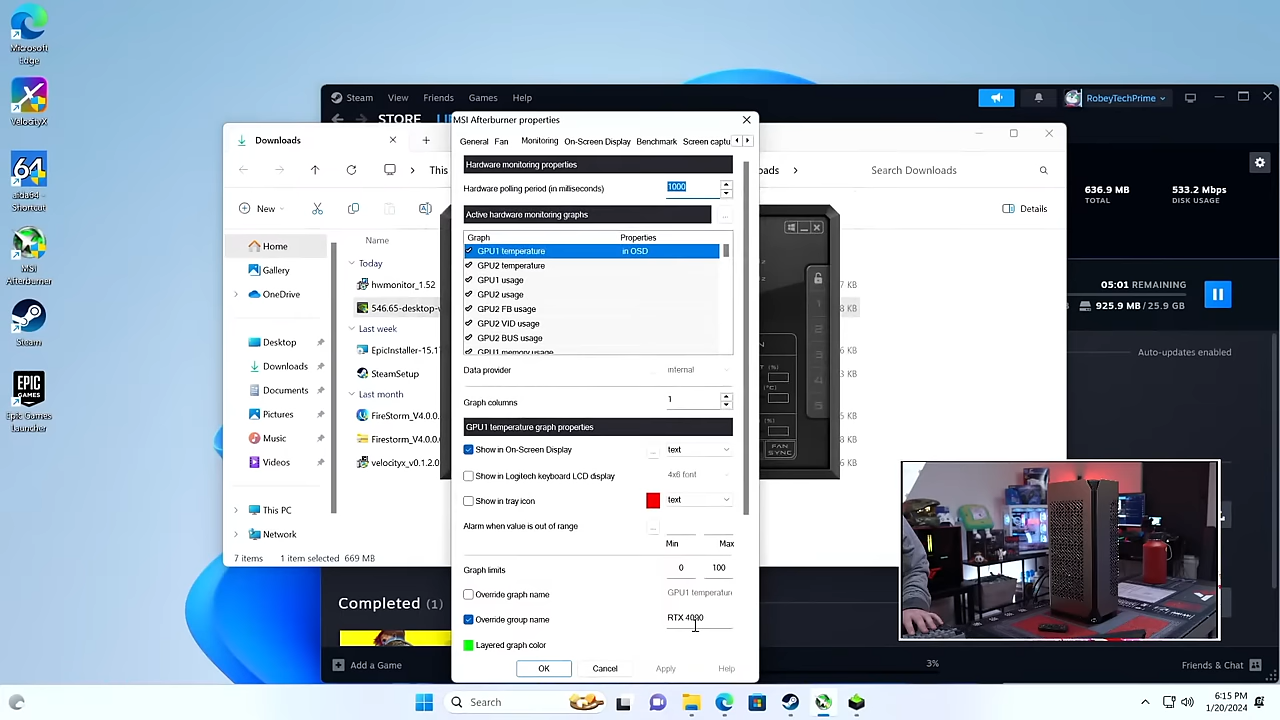 Microsoft
Edge
VelocityX
aida64 -
Shortcut
MSI
Afterburner
Steam
Epic Games
Launcher
Steam View Friends Games Help
RobeyTechPrime
STORE
Downloads
This
Search Downloads
New
Details
Home
Gallery
OneDrive
Desktop
Downloads
Documents
Pictures
Music
Videos
This PC
Network
Name
Today
hwmonitor_1.52
546.65-desktop-
Last week
EpicInstaller-15.1
SteamSetup
Last month
FireStorm_V4.0.0.
Firestorm_v4.0.0.
velocityx_v0.1.2.0
7 items 1 item selected 669 MB
MSI Afterburner properties
General Fan Monitoring On-Screen Display Benchmark Screen captu
Hardware monitoring properties
Hardware polling period (in miliseconds) 1000
Active hardware monitoring graphs
Graph Properties
GPU1 temperature in OSD
GPU2 temperature
GPU1 usage
GPU2 usage
GPU2 FB usage
GPU2 VID usage
GPU2 BUS usage
GPU1 memory usage
Data provider internal
Graph columns 1
GPU1 temperature graph properties
Show in On-Screen Display text
Show in Logitech keyboard LCD display 4x6 font
Show in tray icon text
Alarm when value is out of range
Min Max
Graph limits 0 100
Override graph name GPU1 temperature
Override group name RTX 4090
Layered graph color
OK Cancel Apply Help
FAN
SYNC
636.9 MB
TOTAL
533.2 Mbps
DISK USAGE
05:01 REMAINING
925.9 MB / 25.9 GB
Auto-updates enabled
Completed (1)
Add a Game
3%
Friends & Chat
Search
6:15 PM
1/20/2024